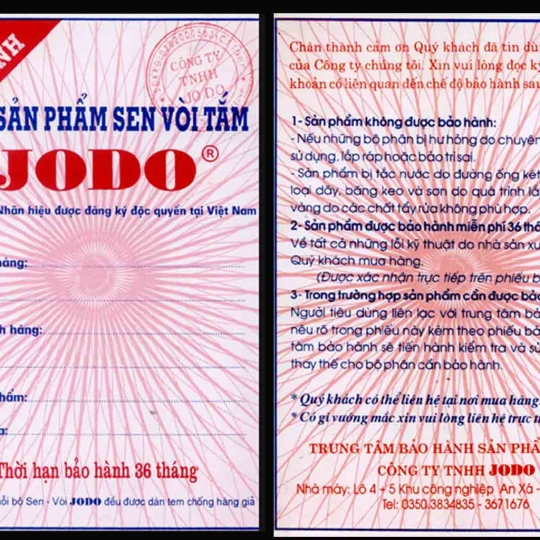 NH
CÔNG TY
TNHH
JO DO
SẢN PHẨM SEN VÒI TẮM
JODO®
Nhãn hiệu được đăng ký độc quyền tại Việt Nam
hàng:
ch hàng:
hẩm:
a:
Thời hạn bảo hành 36 tháng
ỗi bộ Sen - Vòi JODO đều được dán tem chống hàng giả
Chân thành cảm ơn Quý khách đã tin dù
của Công ty chúng tôi. Xin vui lòng đọc k
khoản có liên quan đến chế độ bảo hành sau
1- Sản phẩm không được bảo hành:
- Nếu những bộ phận bị hư hỏng do chuyên
sử dụng, lắp ráp hoặc bảo trì sai.
- Sản phẩm bị tắc nước do đường ống két
loại dây, băng keo và sơn do quá trình lắ
vàng do các chất tẩy rửa không phù hợp.
2- Sản phẩm được bảo hành miễn phí 36 thá
Về tất cả những lỗi kỹ thuật do nhà sản xu
Quý khách mua hàng.
(Được xác nhận trực tiếp trên phiếu b
3- Trong trường hợp sản phẩm cần được bảo
Người tiêu dùng liên lạc với trung tâm bả
nêu rõ trong phiếu này kèm theo phiếu bả
tâm bảo hành sẽ tiến hành kiểm tra và sử
thay thế cho bộ phận cần bảo hành.
* Quý khách có thể liên hệ tại nơi mua hàng
* Có gì vướng mắc xin vui lòng liên hệ trực t
TRUNG TÂM BẢO HÀNH SẢN PHẨ
CÔNG TY TNHH JODO
Nhà máy: Lô 4 + 5 Khu công nghiệp An Xá -
Tel: 0350.3834835 - 3671676